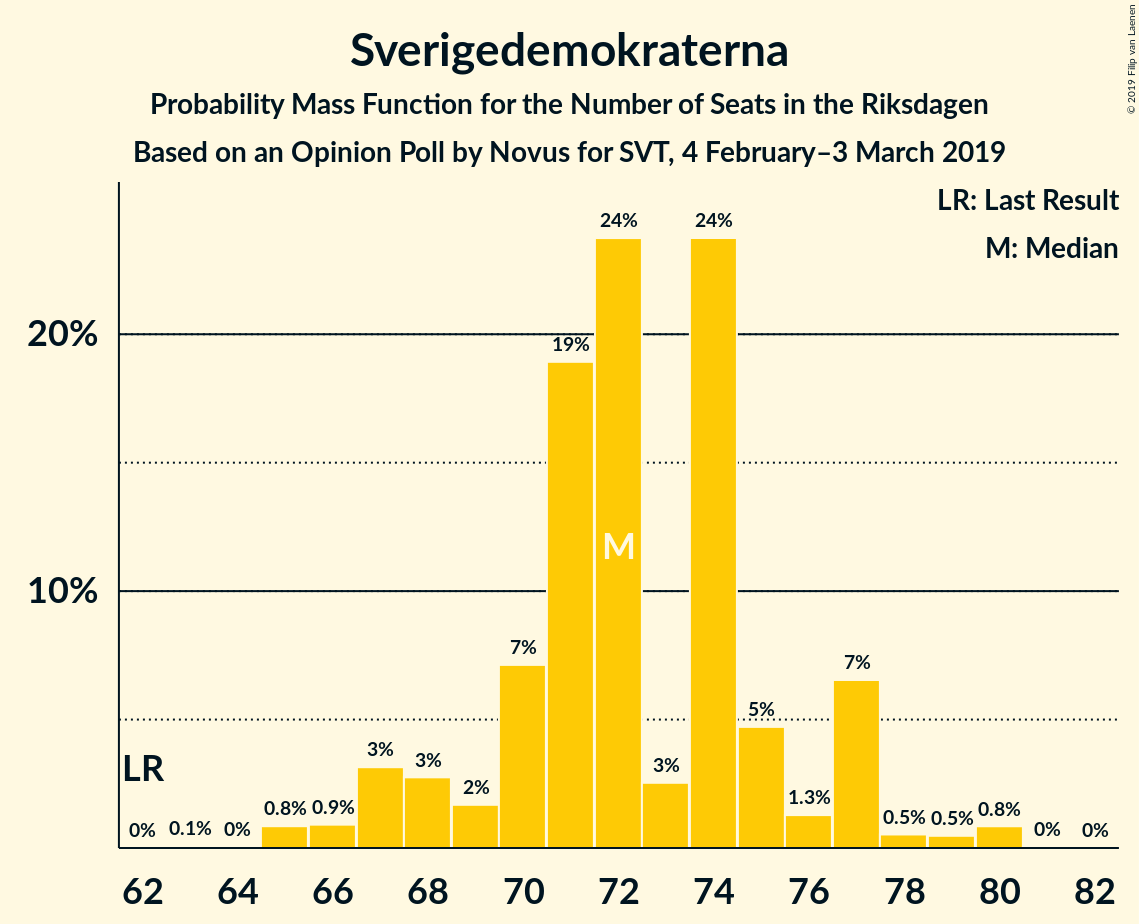 Sverigedemokraterna
Probability Mass Function for the Number of Seats in the Riksdagen
Based on an Opinion Poll by Novus for SVT, 4 February–3 March 2019
© 2019 Filip van Laenen
LR: Last Result
M: Median
20%
10%
LR
M
0% 0.1% 0% 0.8% 0.9% 3% 3% 2% 7% 19% 24% 3% 24% 5% 1.3% 7% 0.5% 0.5% 0.8% 0% 0%
62 64 66 68 70 72 74 76 78 80 82